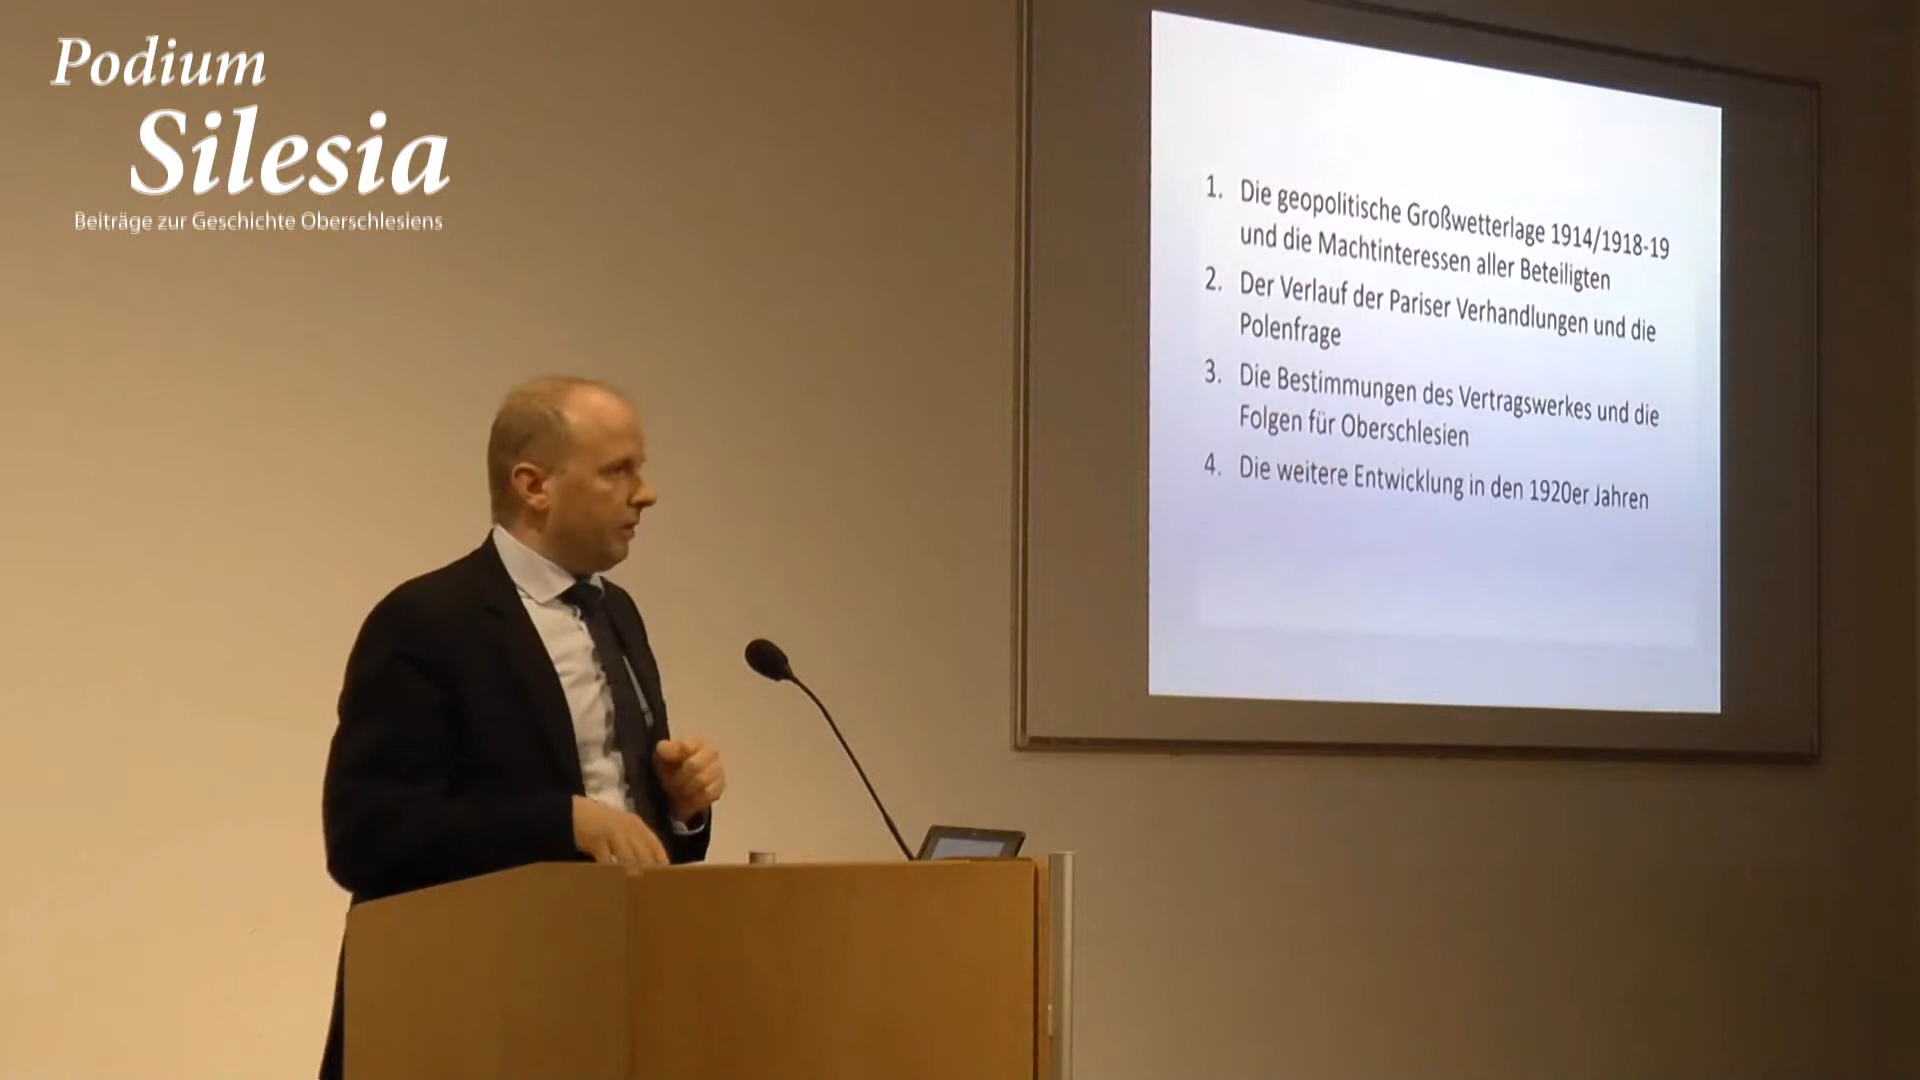 Podium
Silesia
Beiträge zur Geschichte Oberschlesiens
1. Die geopolitische Großwetterlage 1914/1918-19
und die Machtinteressen aller Beteiligten
2. Der Verlauf der Pariser Verhandlungen und die
Polenfrage
3. Die Bestimmungen des Vertragswerkes und die
Folgen für Oberschlesien
4. Die weitere Entwicklung in den 1920er Jahren